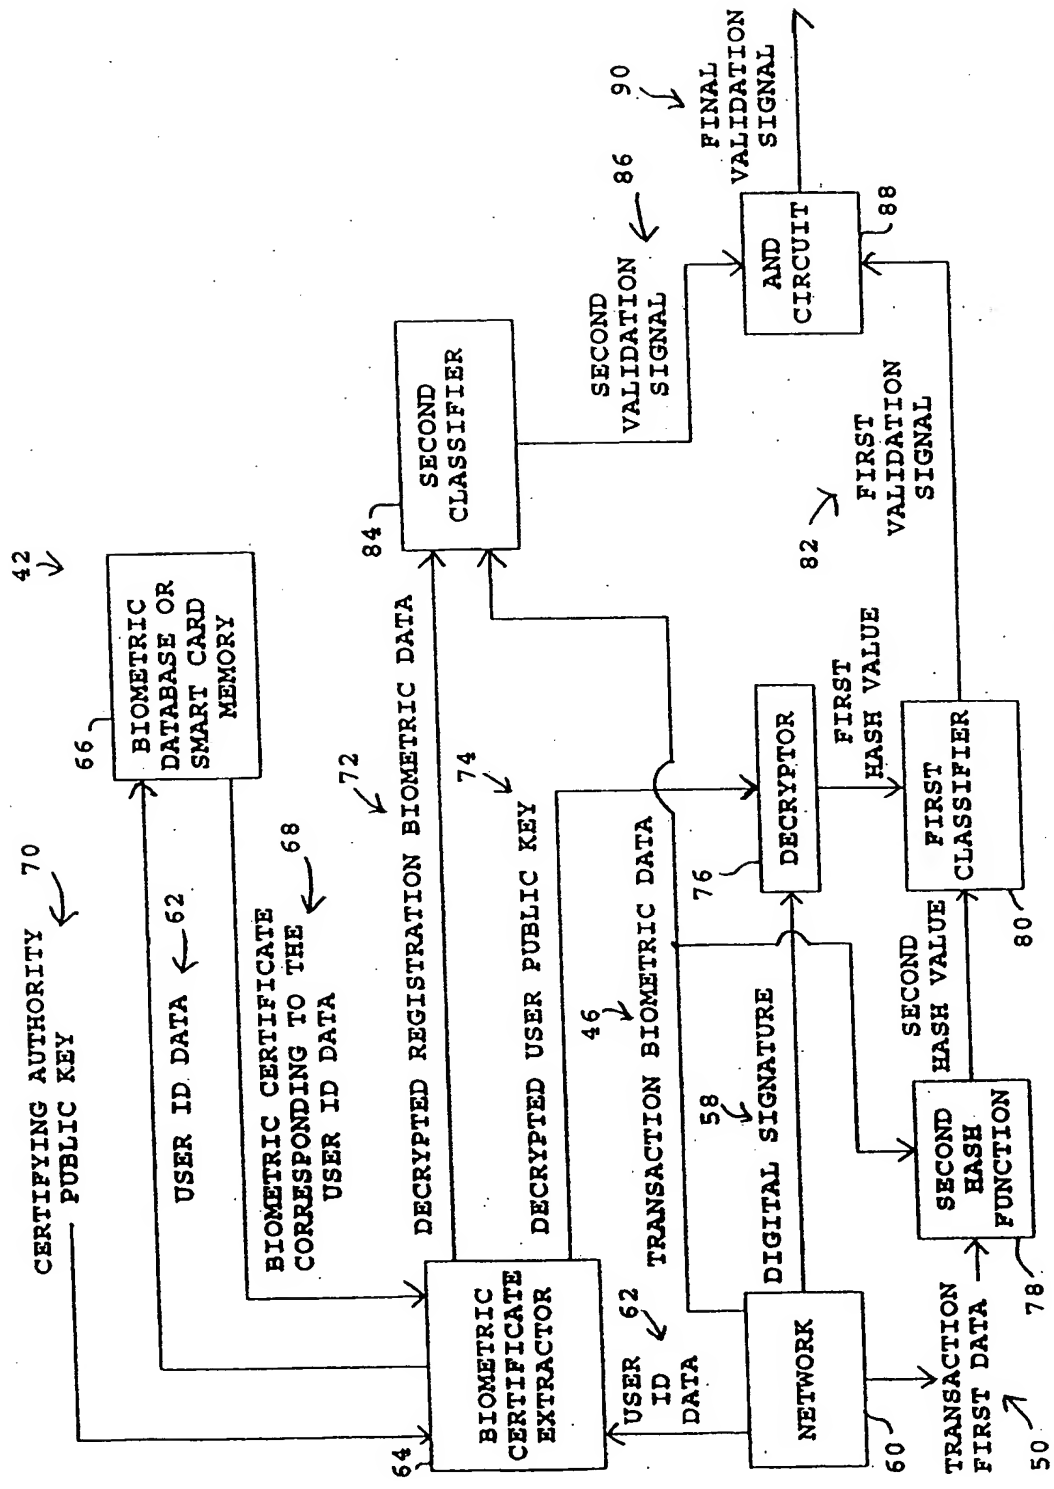 42
CERTIFYING AUTHORITY
PUBLIC KEY
70
66
BIOMETRIC
DATABASE OR
SMART CARD
MEMORY
USER ID DATA
62
BIOMETRIC CERTIFICATE
CORRESPONDING TO THE
USER ID DATA
68
72
DECRYPTED REGISTRATION BIOMETRIC DATA
84
SECOND
CLASSIFIER
64
BIOMETRIC
CERTIFICATE
EXTRACTOR
74
DECRYPTED USER PUBLIC KEY
46
TRANSACTION BIOMETRIC DATA
SECOND
VALIDATION
SIGNAL
86
90
FINAL
VALIDATION
SIGNAL
USER
ID
DATA
62
58
DIGITAL SIGNATURE
76
DECRYPTOR
AND
CIRCUIT
88
NETWORK
60
FIRST
HASH VALUE
82
FIRST
VALIDATION
SIGNAL
SECOND
HASH VALUE
FIRST
CLASSIFIER
80
SECOND
HASH
FUNCTION
78
TRANSACTION
FIRST DATA
50